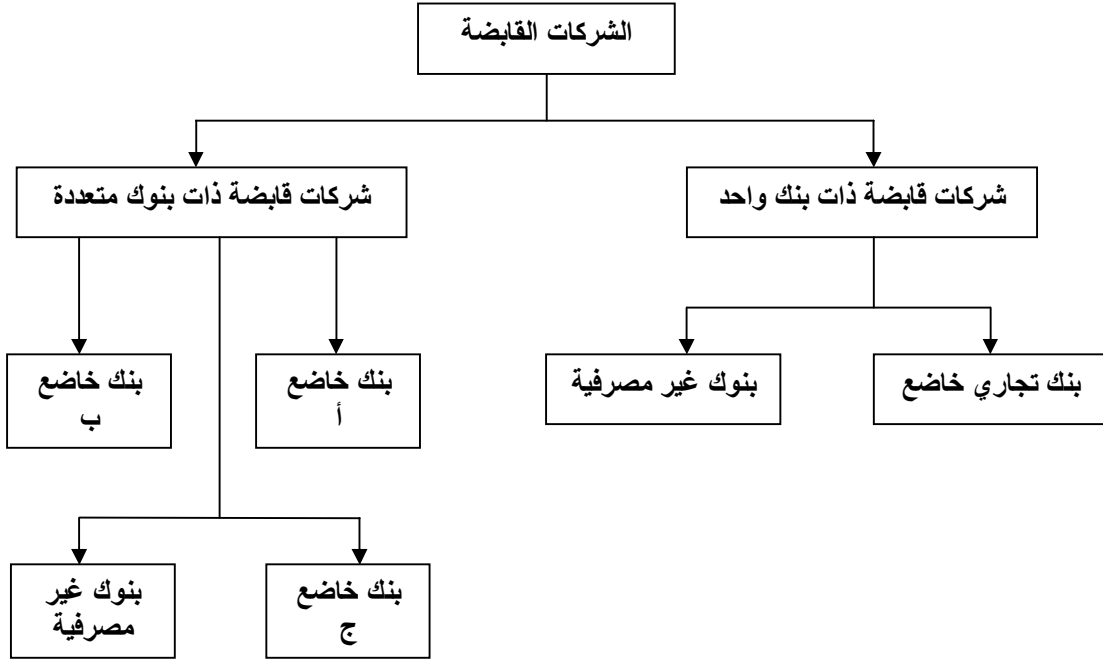 الشركات القابضة
شركات قابضة ذات بنك واحد
شركات قابضة ذات بنوك متعددة
بنك تجاري خاضع
بنوك غير مصرفية
بنك خاضع
أ
بنك خاضع
ب
بنك خاضع
ج
بنوك غير
مصرفية